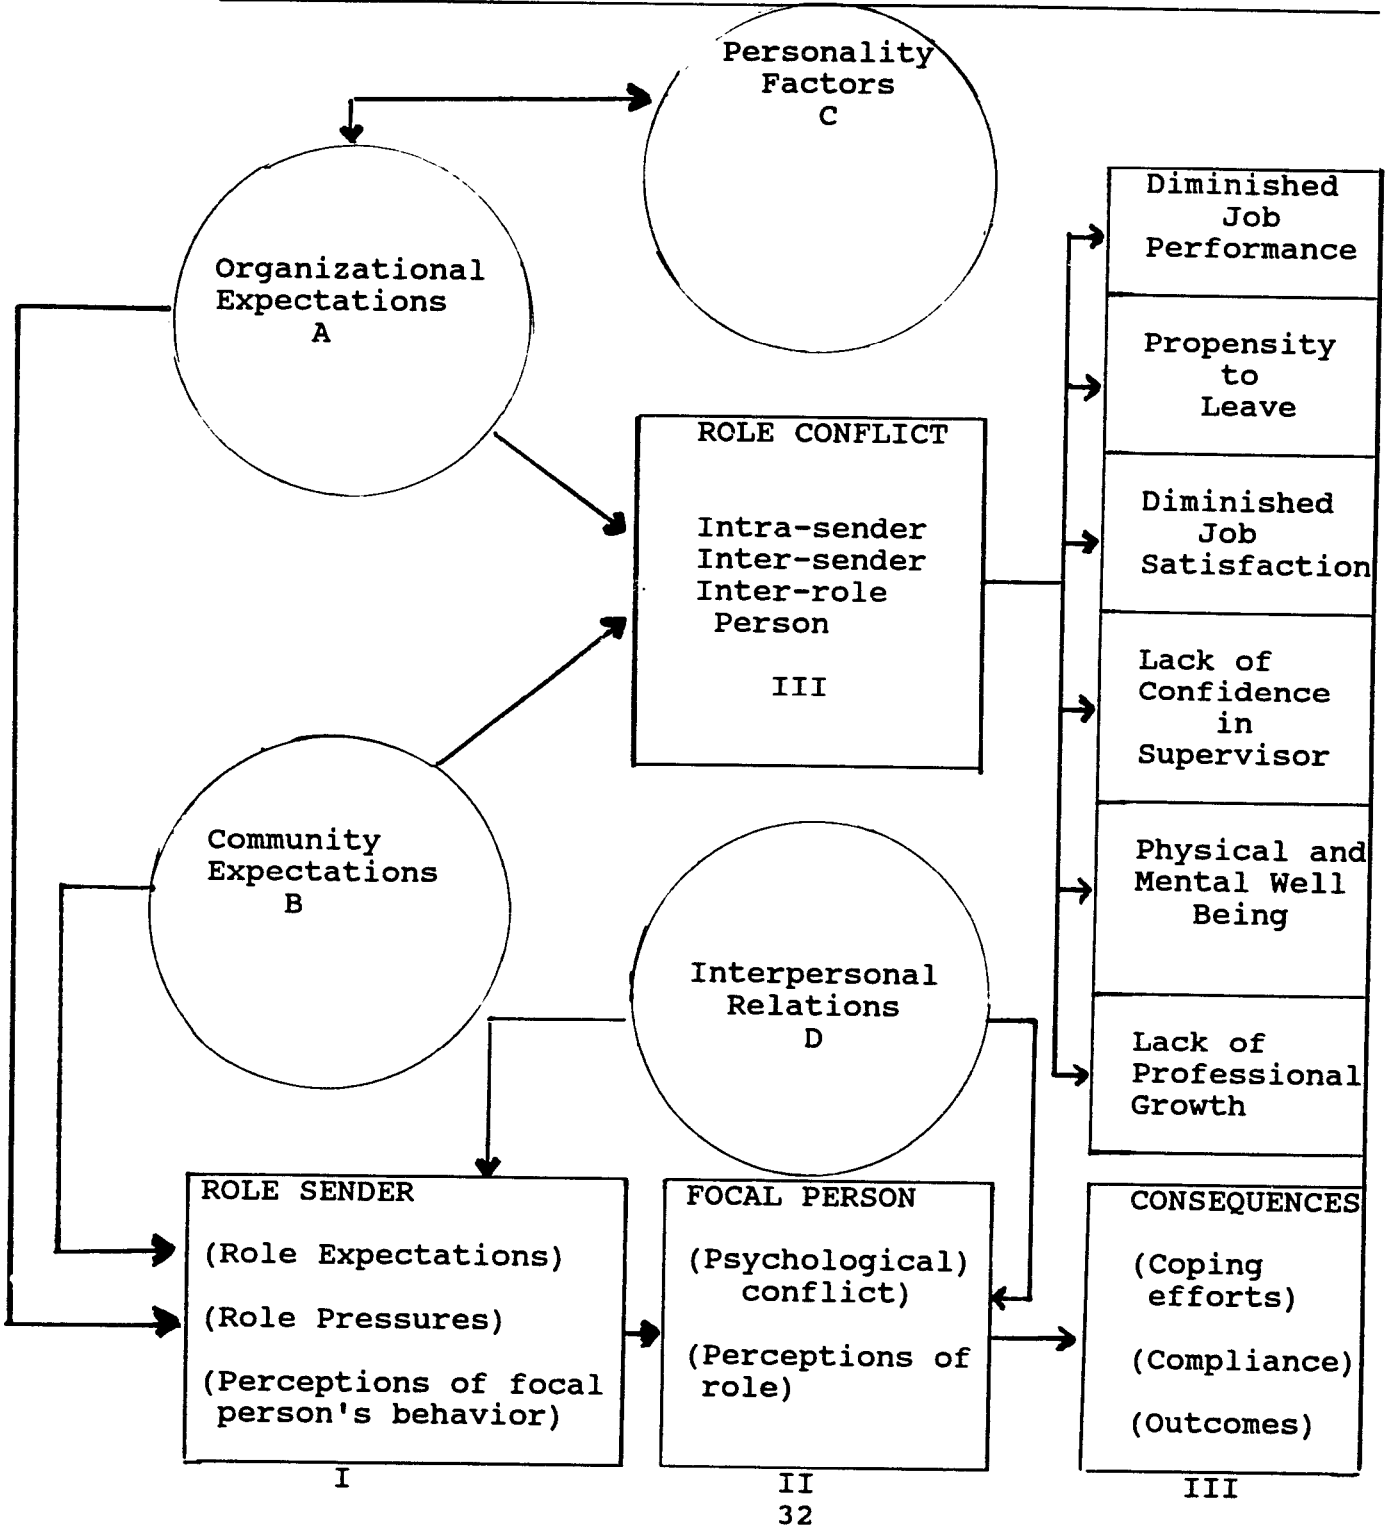 Personality
Factors
C
Organizational
Expectations
A
ROLE CONFLICT
Intra-sender
Inter-sender
Inter-role
Person
III
Diminished
Job
Performance
Propensity
to
Leave
Diminished
Job
Satisfaction
Lack of
Confidence
in
Supervisor
Physical and
Mental Well
Being
Lack of
Professional
Growth
Community
Expectations
B
Interpersonal
Relations
D
ROLE SENDER
(Role Expectations)
(Role Pressures)
(Perceptions of focal
person's behavior)
I
FOCAL PERSON
(Psychological)
conflict)
(Perceptions of
role)
II
CONSEQUENCES
(Coping
efforts)
(Compliance)
(Outcomes)
III
32